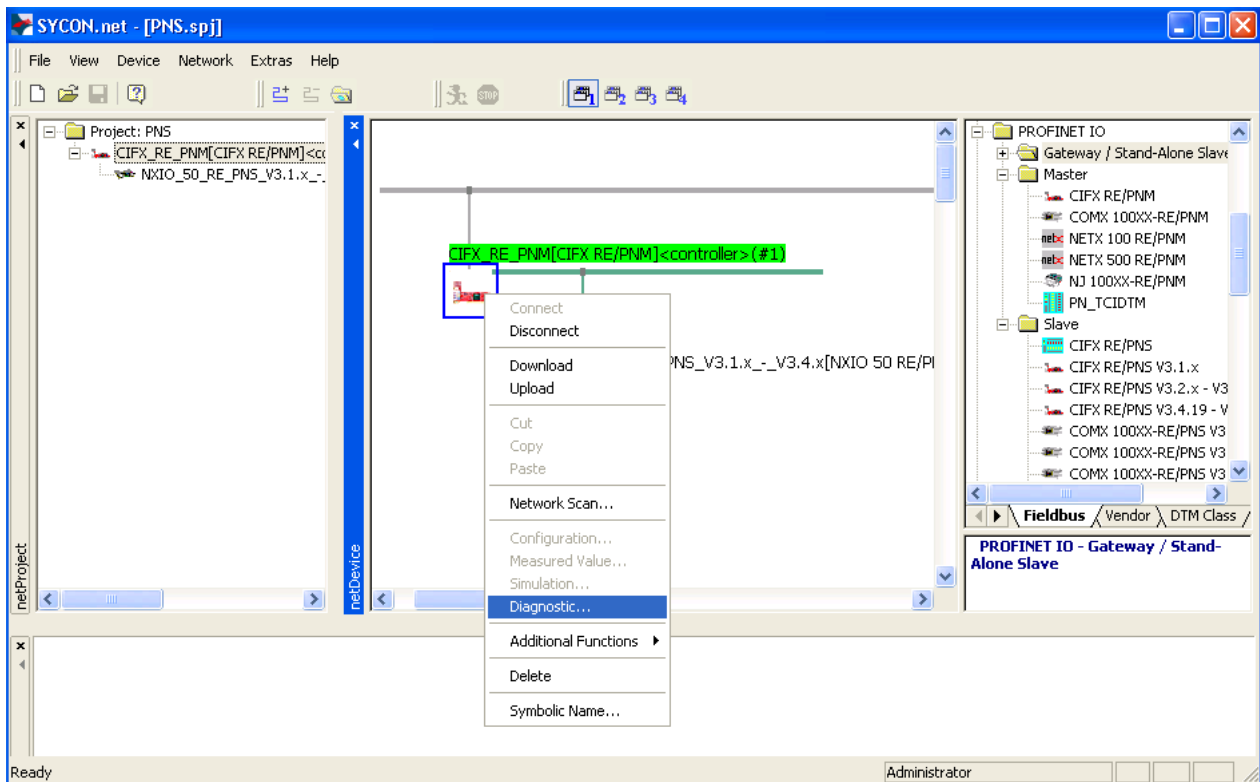 SYCON.net - [PNS.spj]
File View Device Network Extras Help
Project: PNS
CIFX_RE_PNM[CIFX RE/PNM]<co
NXIO_50_RE_PNS_V3.1.x_-_
netProject
netDevice
CIFX_RE_PNM[CIFX RE/PNM]<controller>(#1)
PNS_V3.1.x_-_V3.4.x[NXIO 50 RE/P
Connect
Disconnect
Download
Upload
Cut
Copy
Paste
Network Scan...
Configuration...
Measured Value...
Simulation...
Diagnostic...
Additional Functions
Delete
Symbolic Name...
PROFINET IO
Gateway / Stand-Alone Slave
Master
CIFX RE/PNM
COMX 100XX-RE/PNM
NETX 100 RE/PNM
NETX 500 RE/PNM
NJ 100XX-RE/PNM
PN_TCIDTM
Slave
CIFX RE/PNS
CIFX RE/PNS V3.1.x
CIFX RE/PNS V3.2.x - V3
CIFX RE/PNS V3.4.19 - V
COMX 100XX-RE/PNS V3
COMX 100XX-RE/PNS V3
COMX 100XX-RE/PNS V3
Fieldbus Vendor DTM Class
PROFINET IO - Gateway / Stand-
Alone Slave
Ready
Administrator